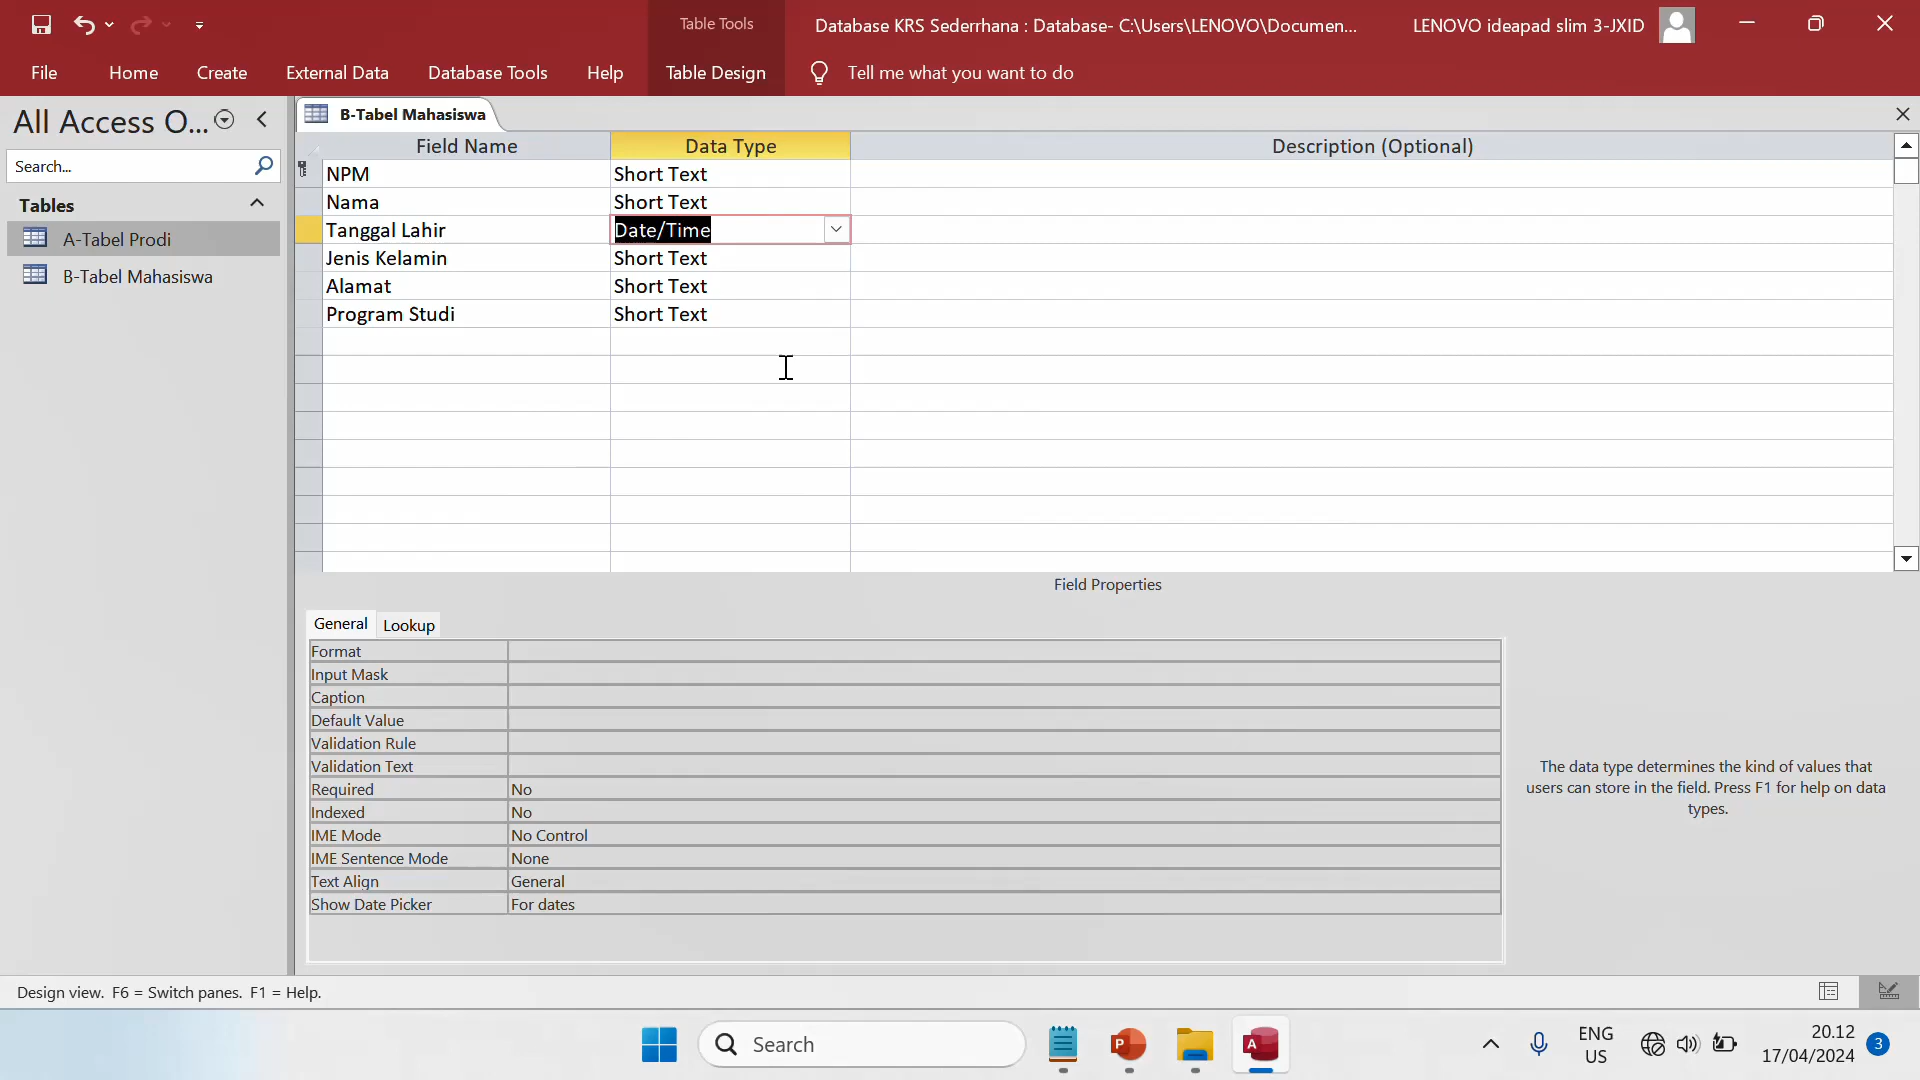 Table Tools
Database KRS Sederrhana : Database- C:\Users\LENOVO\Documen...
LENOVO ideapad slim 3-JXID
File
Home
Create
External Data
Database Tools
Help
Table Design
Tell me what you want to do
All Access O...
B-Tabel Mahasiswa
Search...
Tables
A-Tabel Prodi
B-Tabel Mahasiswa
Field Name Data Type Description (Optional)
NPM Short Text
Nama Short Text
Tanggal Lahir Date/Time
Jenis Kelamin Short Text
Alamat Short Text
Program Studi Short Text
Field Properties
General Lookup
Format
Input Mask
Caption
Default Value
Validation Rule
Validation Text
Required No
Indexed No
IME Mode No Control
IME Sentence Mode None
Text Align General
Show Date Picker For dates
The data type determines the kind of values that
users can store in the field. Press F1 for help on data
types.
Design view. F6 = Switch panes. F1 = Help.
Search
P
A
ENG
US
20.12
17/04/2024
3